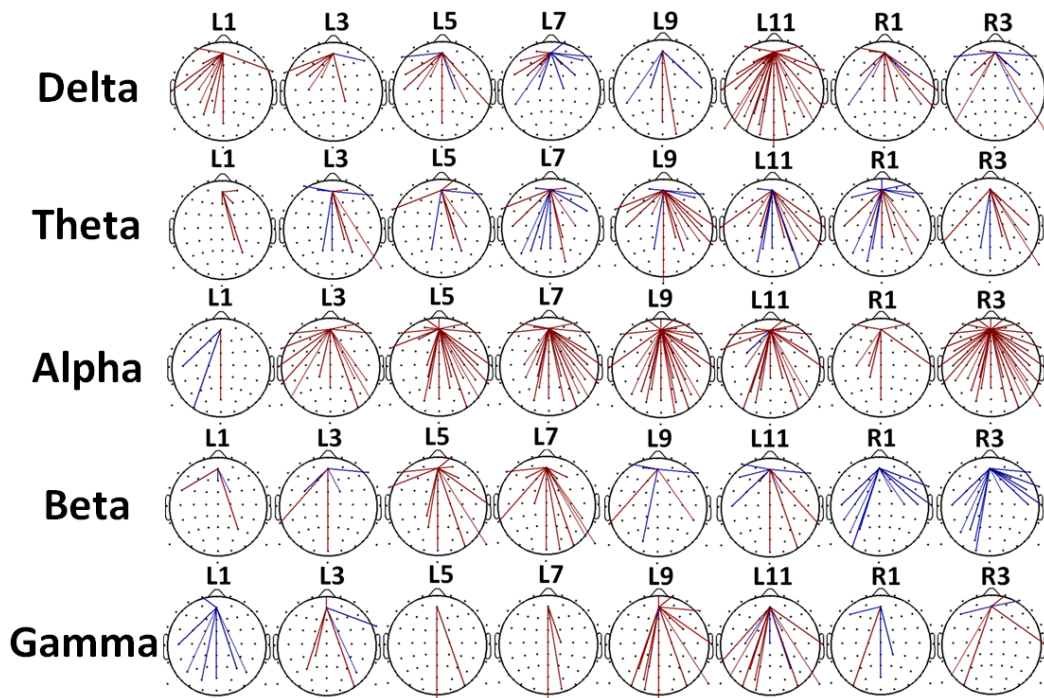 L1 L3 L5 L7 L9 L11 R1 R3
Delta
L1 L3 L5 L7 L9 L11 R1 R3
Theta
L1 L3 L5 L7 L9 L11 R1 R3
Alpha
L1 L3 L5 L7 L9 L11 R1 R3
Beta
L1 L3 L5 L7 L9 L11 R1 R3
Gamma